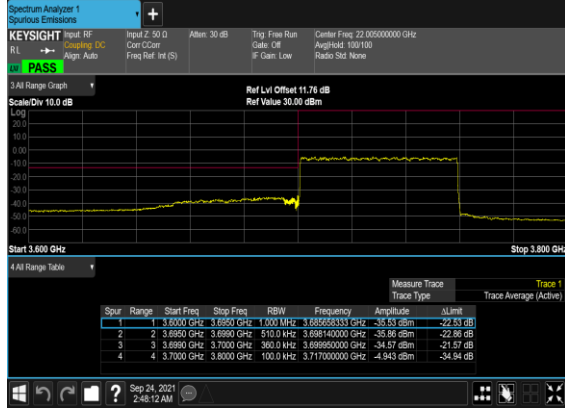 Spectrum Analyzer 1
Spurious Emissions
+
KEYSIGHT Input: RF Input Z: 50 Ω Atten: 30 dB Trig: Free Run Center Freq: 22.005000000 GHz
RL Coupling: DC Corr CCorr Gate: Off Avg|Hold: 100/100
Align: Auto Freq Ref: Int (S) IF Gain: Low Radio Std: None
PASS
3 All Range Graph
Ref Lvl Offset 11.76 dB
Scale/Div 10.0 dB Ref Value 30.00 dBm
Log
20.0
10.0
0.00
-10.0
-20.0
-30.0
-40.0
-50.0
-60.0
Start 3.600 GHz Stop 3.800 GHz
4 All Range Table
Measure Trace Trace 1
Trace Type Trace Average (Active)
Spur Range Start Freq Stop Freq RBW Frequency Amplitude ΔLimit
1 1 3.6000 GHz 3.6950 GHz 1.000 MHz 3.685658333 GHz -35.53 dBm -22.53 dB
2 2 3.6950 GHz 3.6990 GHz 510.0 kHz 3.698140000 GHz -35.86 dBm -22.86 dB
3 3 3.6990 GHz 3.7000 GHz 360.0 kHz 3.699950000 GHz -34.57 dBm -21.57 dB
4 4 3.7000 GHz 3.8000 GHz 100.0 kHz 3.717000000 GHz -4.943 dBm -34.94 dB
?
Sep 24, 2021
2:48:12 AM